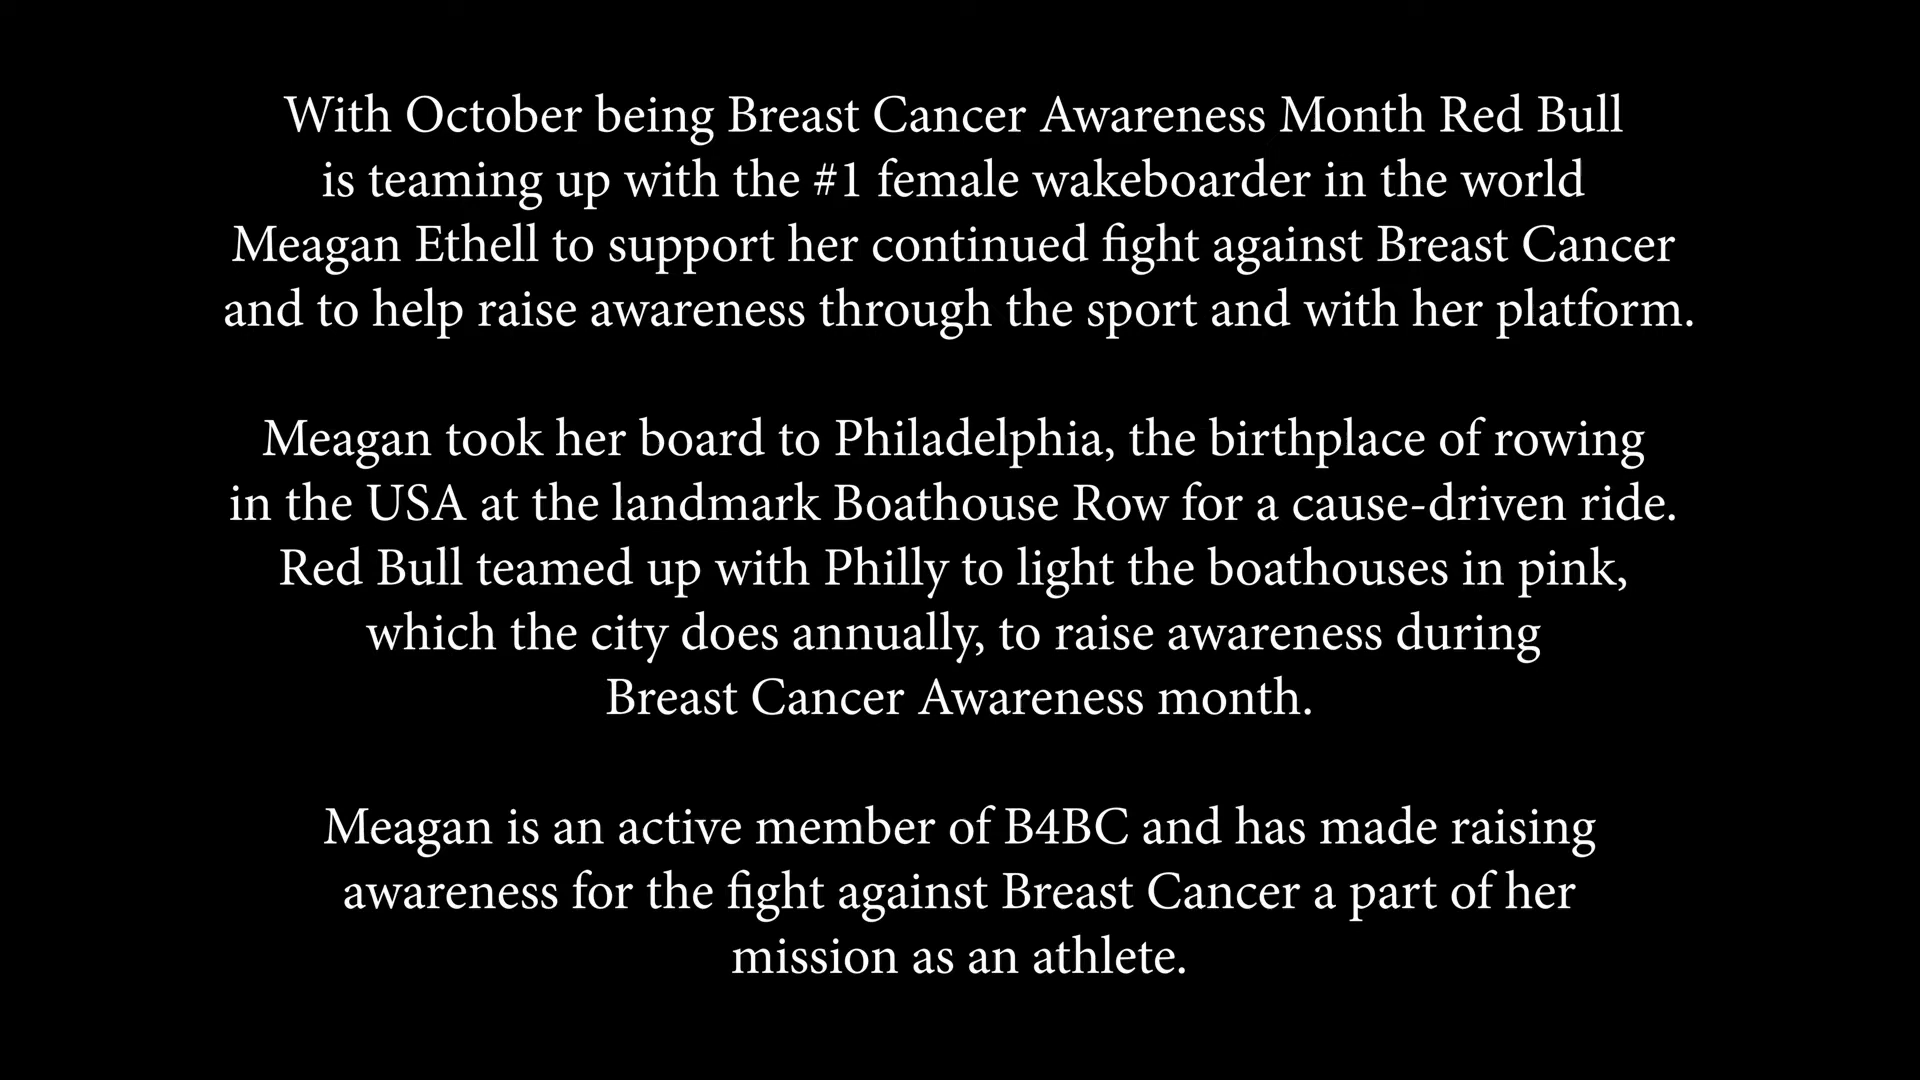 With October being Breast Cancer Awareness Month Red Bull
is teaming up with the #1 female wakeboarder in the world
Meagan Ethell to support her continued fight against Breast Cancer
and to help raise awareness through the sport and with her platform.
Meagan took her board to Philadelphia, the birthplace of rowing
in the USA at the landmark Boathouse Row for a cause-driven ride.
Red Bull teamed up with Philly to light the boathouses in pink,
which the city does annually, to raise awareness during
Breast Cancer Awareness month.
Meagan is an active member of B4BC and has made raising
awareness for the fight against Breast Cancer a part of her
mission as an athlete.